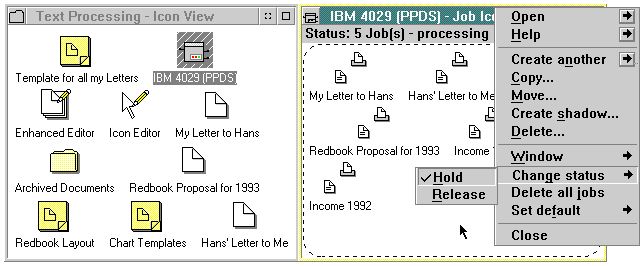 Text Processing - Icon View
Template for all my Letters
IBM 4029 (PPDS)
Enhanced Editor
Icon Editor
My Letter to Hans
Archived Documents
Redbook Proposal for 1993
Redbook Layout
Chart Templates
Hans' Letter to Me
IBM 4029 (PPDS) - Job Ico
Status: 5 Job(s) - processing
My Letter to Hans
Hans' Letter to Me
Redbook Proposal for 1993
Income 1
Income 1992
Open
Help
Create another
Copy...
Move...
Create shadow...
Delete...
Window
Change status
Hold
Release
Delete all jobs
Set default
Close